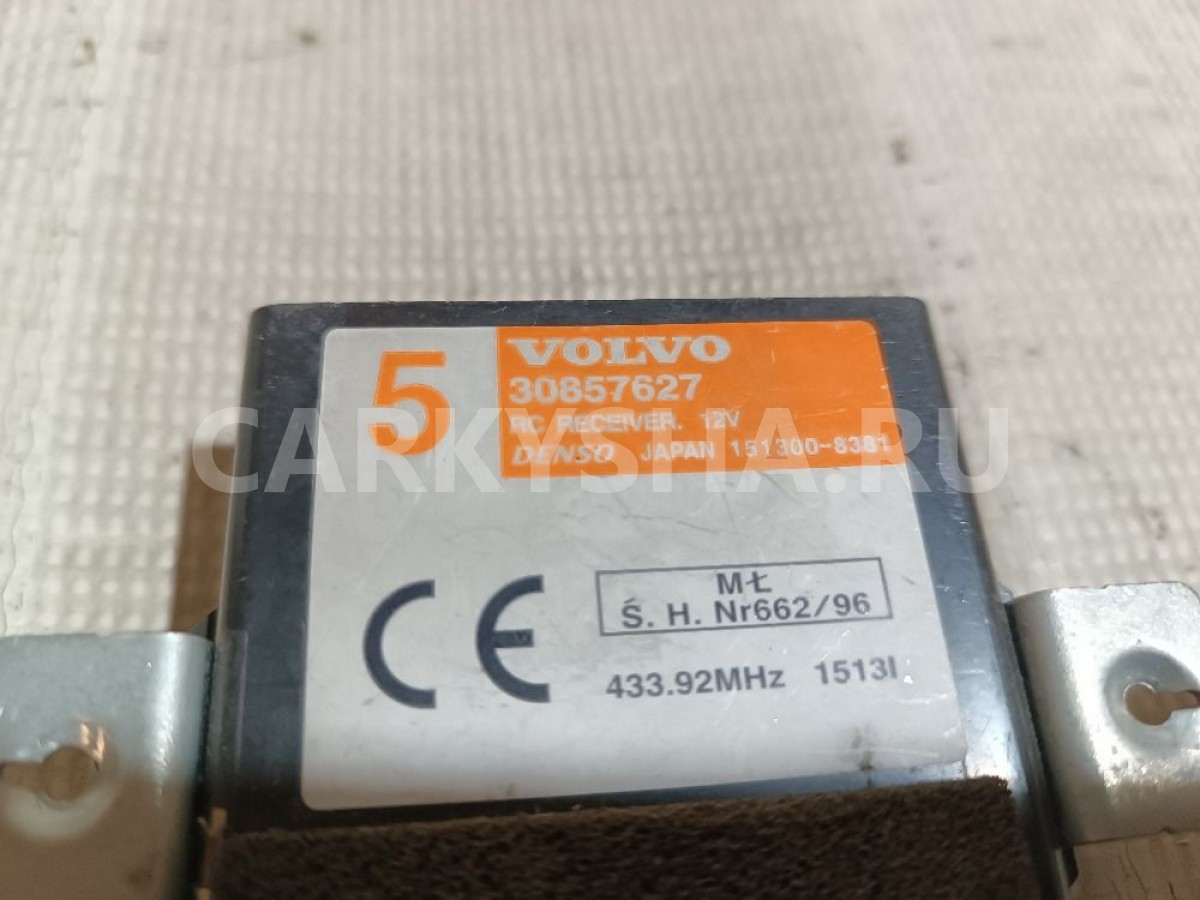 5
VOLVO
30857627
RC RECEIVER. 12V
DENSO JAPAN 151300-8381
CARKYSHA.RU
CE
MŁ
Ś. H. Nr662/96
433.92MHz 1513I